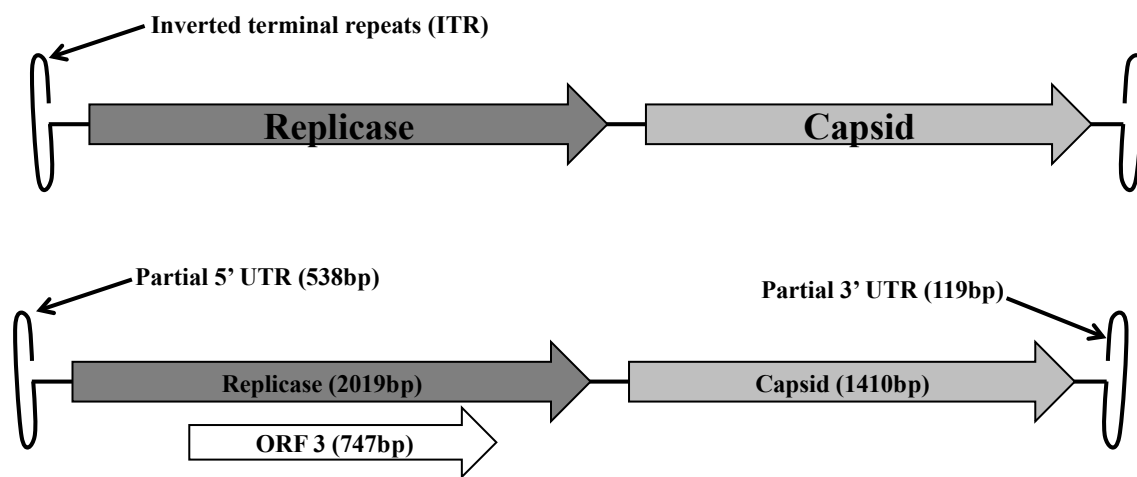 Inverted terminal repeats (ITR)
Replicase
Capsid
Partial 5’ UTR (538bp)
Partial 3’ UTR (119bp)
Replicase (2019bp)
Capsid (1410bp)
ORF 3 (747bp)